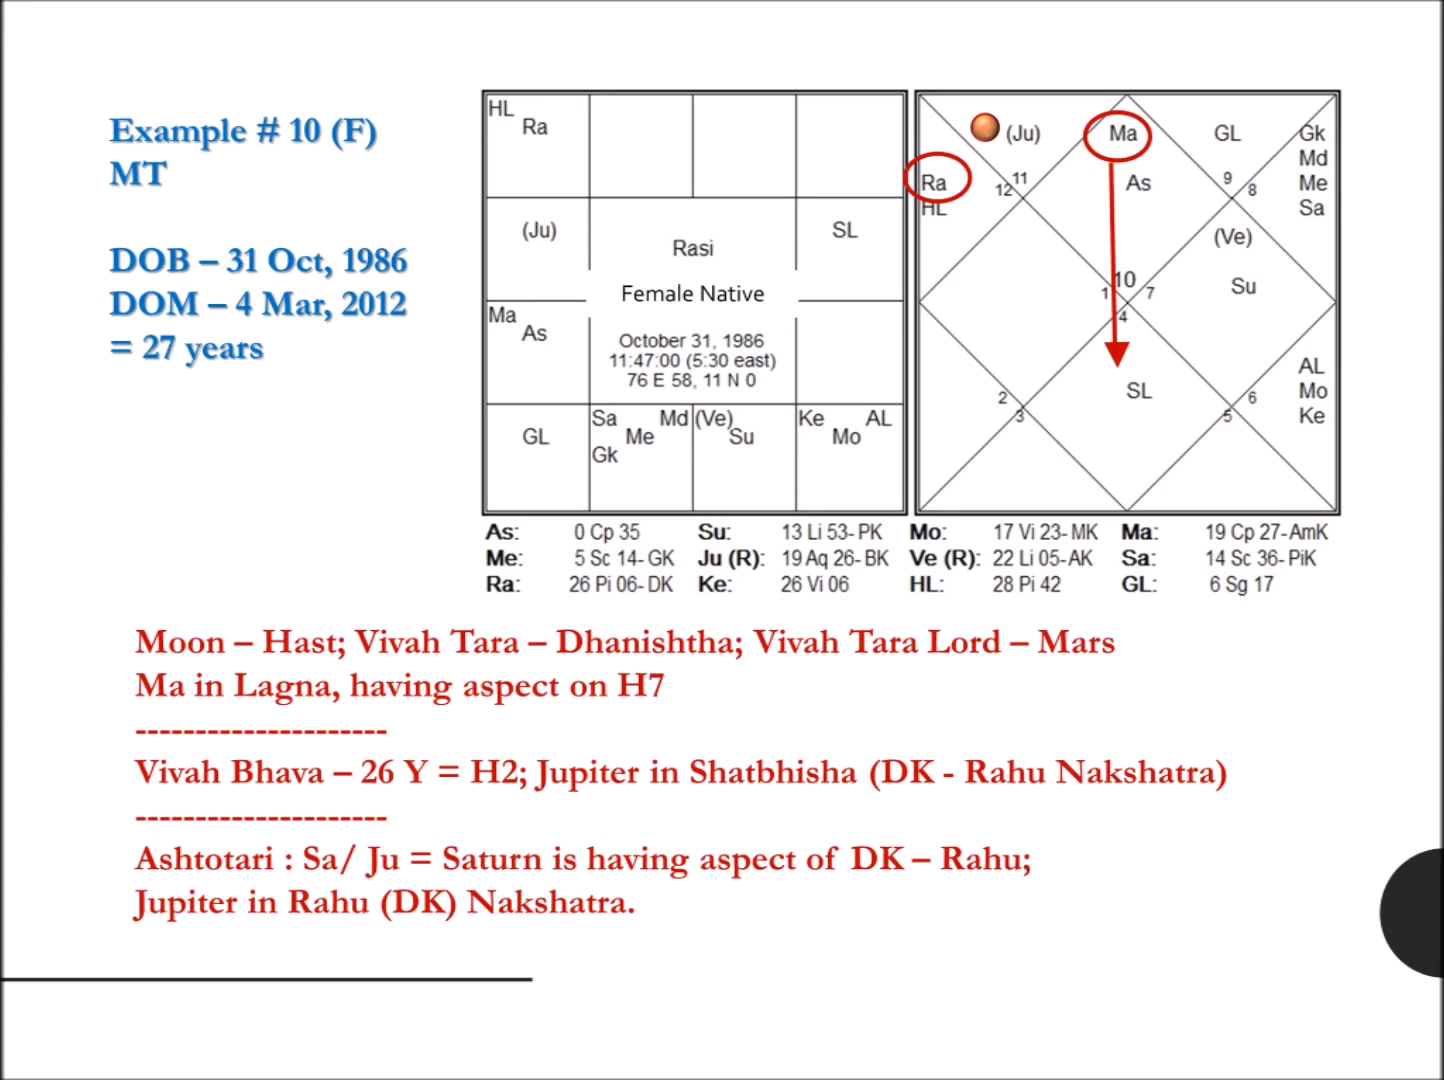 Example # 10 (F)
MT
DOB – 31 Oct, 1986
DOM – 4 Mar, 2012
= 27 years
HL
Ra
(Ju)
SL
Rasi
Female Native
Ma
As
October 31, 1986
11:47:00 (5:30 east)
76 E 58, 11 N 0
GL
Sa Md
Me
Gk
(Ve)
Su
Ke AL
Mo
(Ju)
Ma
GL
Gk
Md
Me
Sa
Ra
HL
As
12
11
9
8
(Ve)
Su
10
1
7
4
SL
AL
Mo
Ke
2
3
6
5
As: 0 Cp 35 Su: 13 Li 53- PK Mo: 17 Vi 23- MK Ma: 19 Cp 27-AmK
Me: 5 Sc 14- GK Ju (R): 19 Aq 26- BK Ve (R): 22 Li 05-AK Sa: 14 Sc 36- PiK
Ra: 26 Pi 06- DK Ke: 26 Vi 06 HL: 28 Pi 42 GL: 6 Sg 17
Moon – Hast; Vivah Tara – Dhanishtha; Vivah Tara Lord – Mars
Ma in Lagna, having aspect on H7
---------------------
Vivah Bhava – 26 Y = H2; Jupiter in Shatbhisha (DK - Rahu Nakshatra)
---------------------
Ashtotari : Sa/ Ju = Saturn is having aspect of DK – Rahu;
Jupiter in Rahu (DK) Nakshatra.